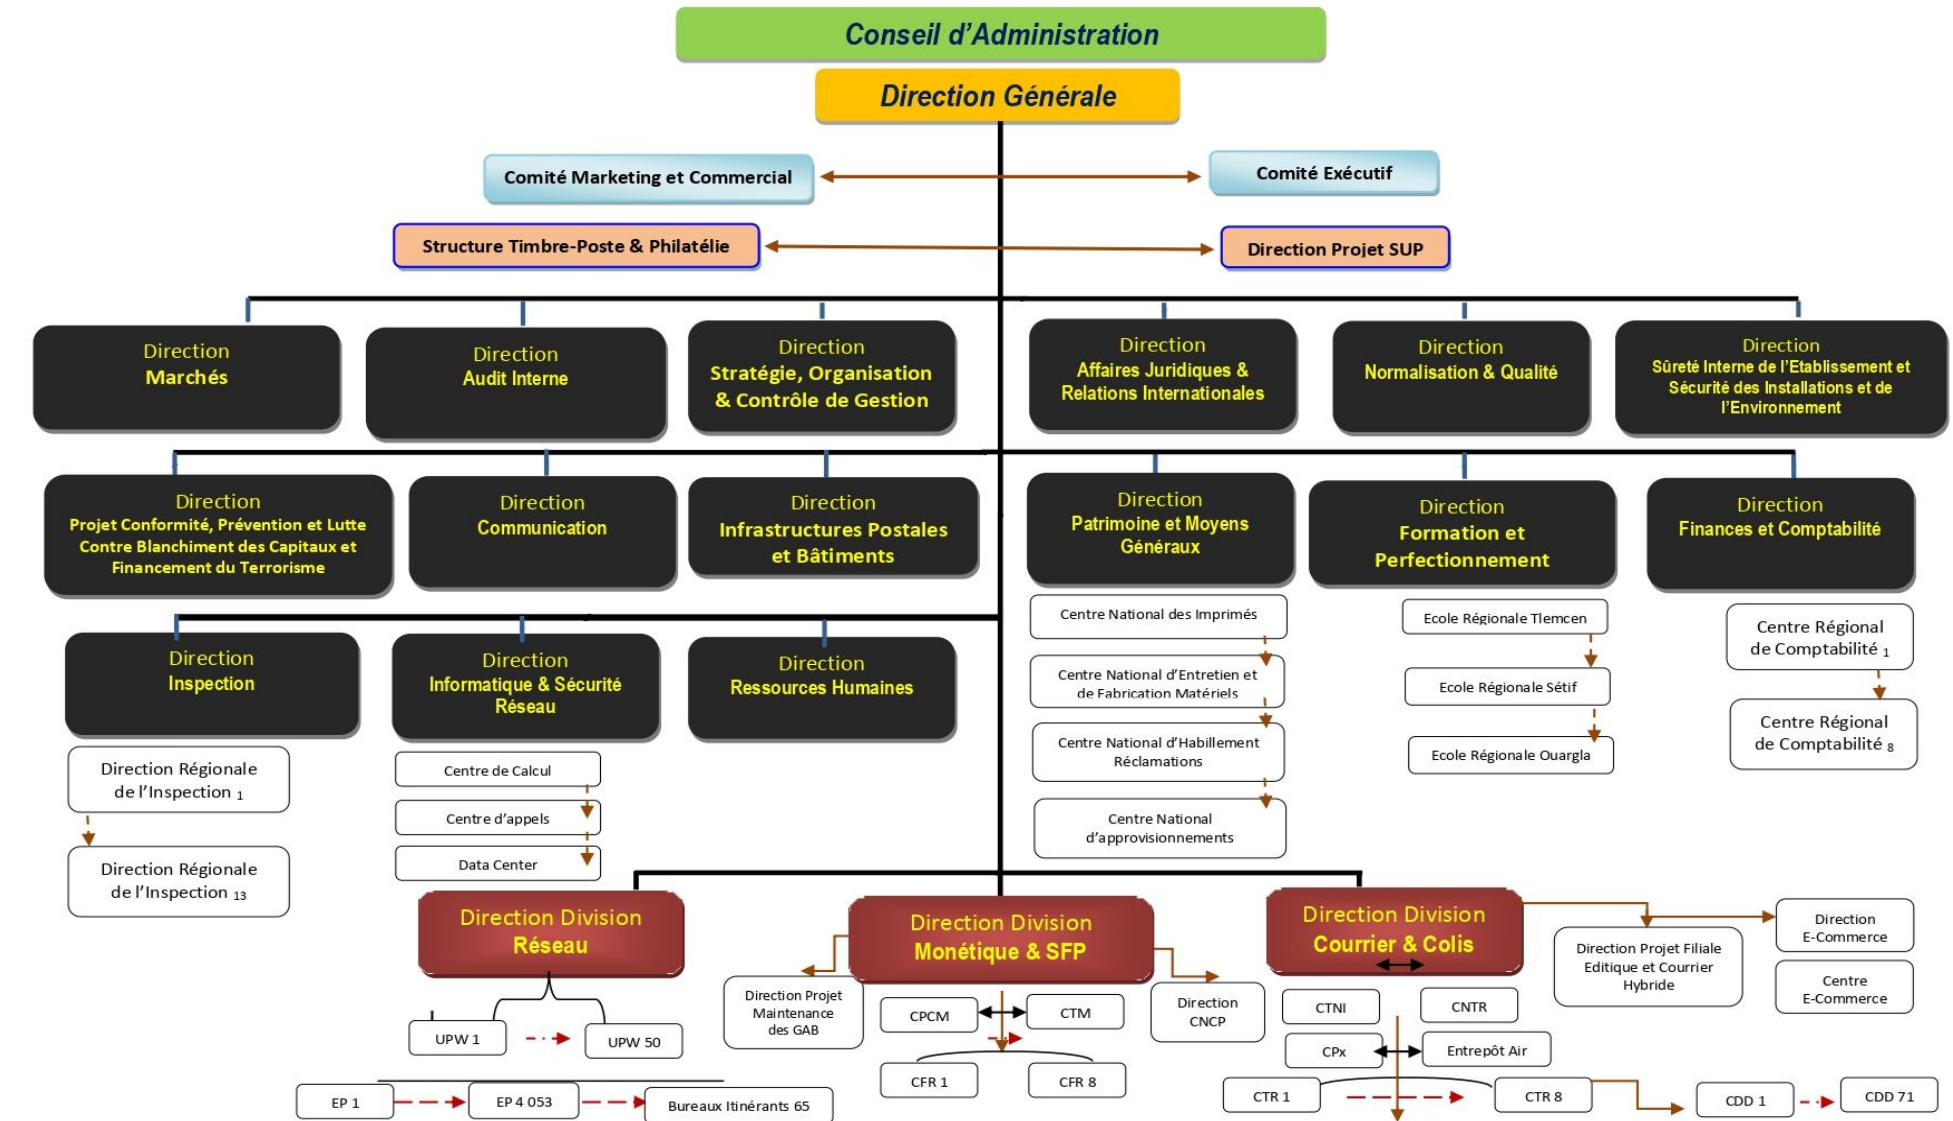 Conseil d’Administration
Direction Générale
Comité Marketing et Commercial
Comité Exécutif
Structure Timbre-Poste & Philatélie
Direction Projet SUP
Direction
Marchés
Direction
Audit Interne
Direction
Stratégie, Organisation
& Contrôle de Gestion
Direction
Affaires Juridiques &
Relations Internationales
Direction
Normalisation & Qualité
Direction
Sûreté Interne de l’Etablissement et
Sécurité des Installations et de
l’Environnement
Direction
Projet Conformité, Prévention et Lutte
Contre Blanchiment des Capitaux et
Financement du Terrorisme
Direction
Communication
Direction
Infrastructures Postales
et Bâtiments
Direction
Patrimoine et Moyens
Généraux
Direction
Formation et
Perfectionnement
Direction
Finances et Comptabilité
Centre National des Imprimés
Centre National d’Entretien et
de Fabrication Matériels
Centre National d’Habillement
Réclamations
Centre National
d’approvisionnements
Ecole Régionale Tlemcen
Ecole Régionale Sétif
Ecole Régionale Ouargla
Centre Régional
de Comptabilité 1
Centre Régional
de Comptabilité 8
Direction
Inspection
Direction
Informatique & Sécurité
Réseau
Direction
Ressources Humaines
Direction Régionale
de l’Inspection 1
Direction Régionale
de l’Inspection 13
Centre de Calcul
Centre d’appels
Data Center
Direction Division
Réseau
Direction Division
Monétique & SFP
Direction Division
Courrier & Colis
UPW 1
UPW 50
EP 1
EP 4 053
Bureaux Itinérants 65
Direction Projet
Maintenance
des GAB
CPCM
CTM
Direction
CNCP
CFR 1
CFR 8
CTNI
CNTR
CPx
Entrepôt Air
CTR 1
CTR 8
CDD 1
CDD 71
Direction Projet Filiale
Editique et Courrier
Hybride
Direction
E-Commerce
Centre
E-Commerce